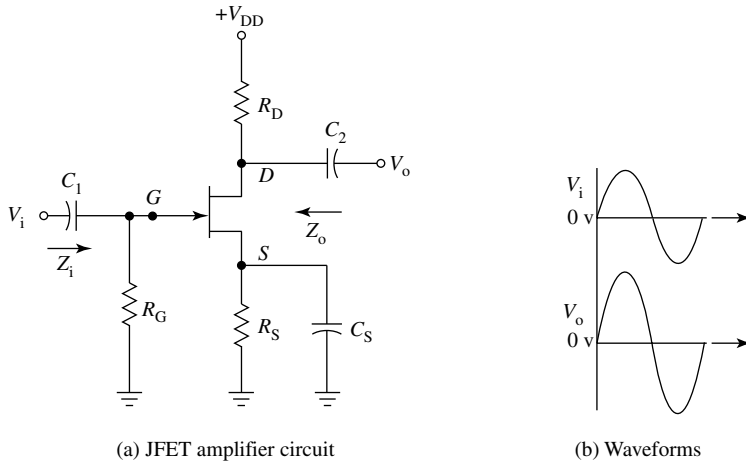 +V_DD
R_D
C_2
V_o
D
C_1
G
V_i
Z_i
Z_o
S
R_G
R_S
C_S
V_i
0 v
V_o
0 v
(a) JFET amplifier circuit
(b) Waveforms